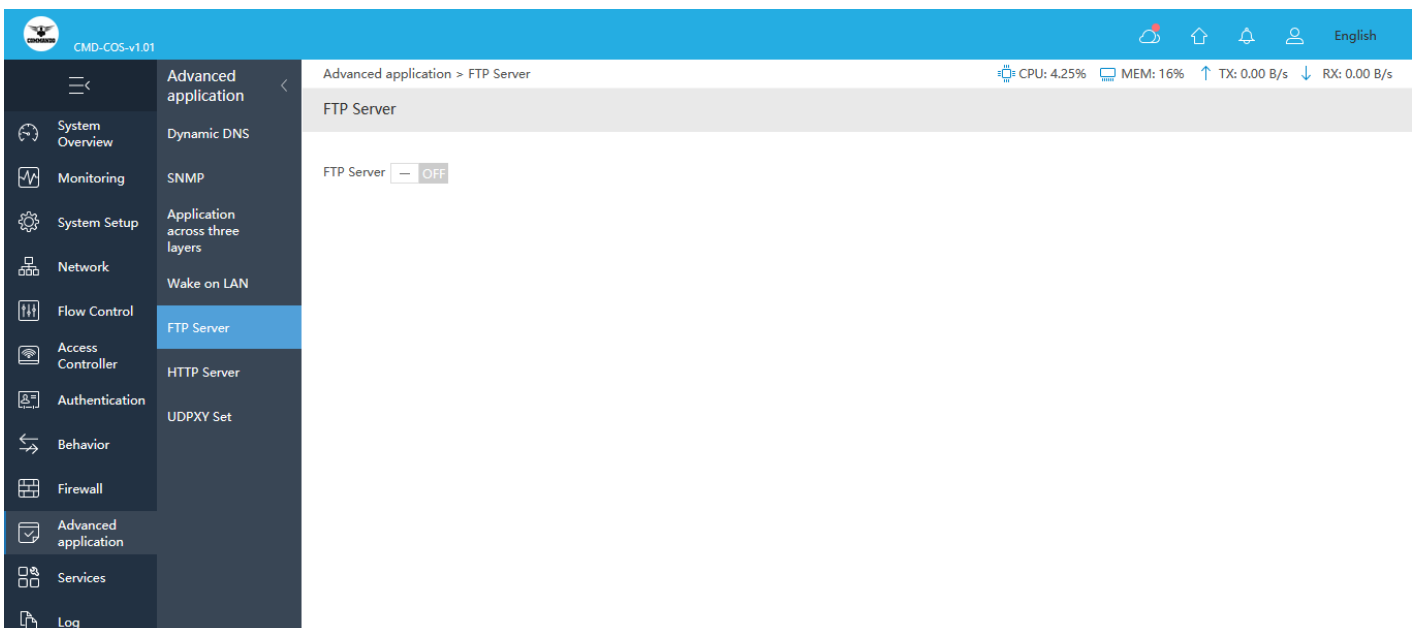 COMMANDO
CMD-COS-v1.01
English
Advanced application > FTP Server
CPU: 4.25% MEM: 16% TX: 0.00 B/s RX: 0.00 B/s
FTP Server
FTP Server — OFF
System
Overview
Monitoring
System Setup
Network
Flow Control
Access
Controller
Authentication
Behavior
Firewall
Advanced
application
Services
Log
Advanced
application
Dynamic DNS
SNMP
Application
across three
layers
Wake on LAN
FTP Server
HTTP Server
UDPXY Set